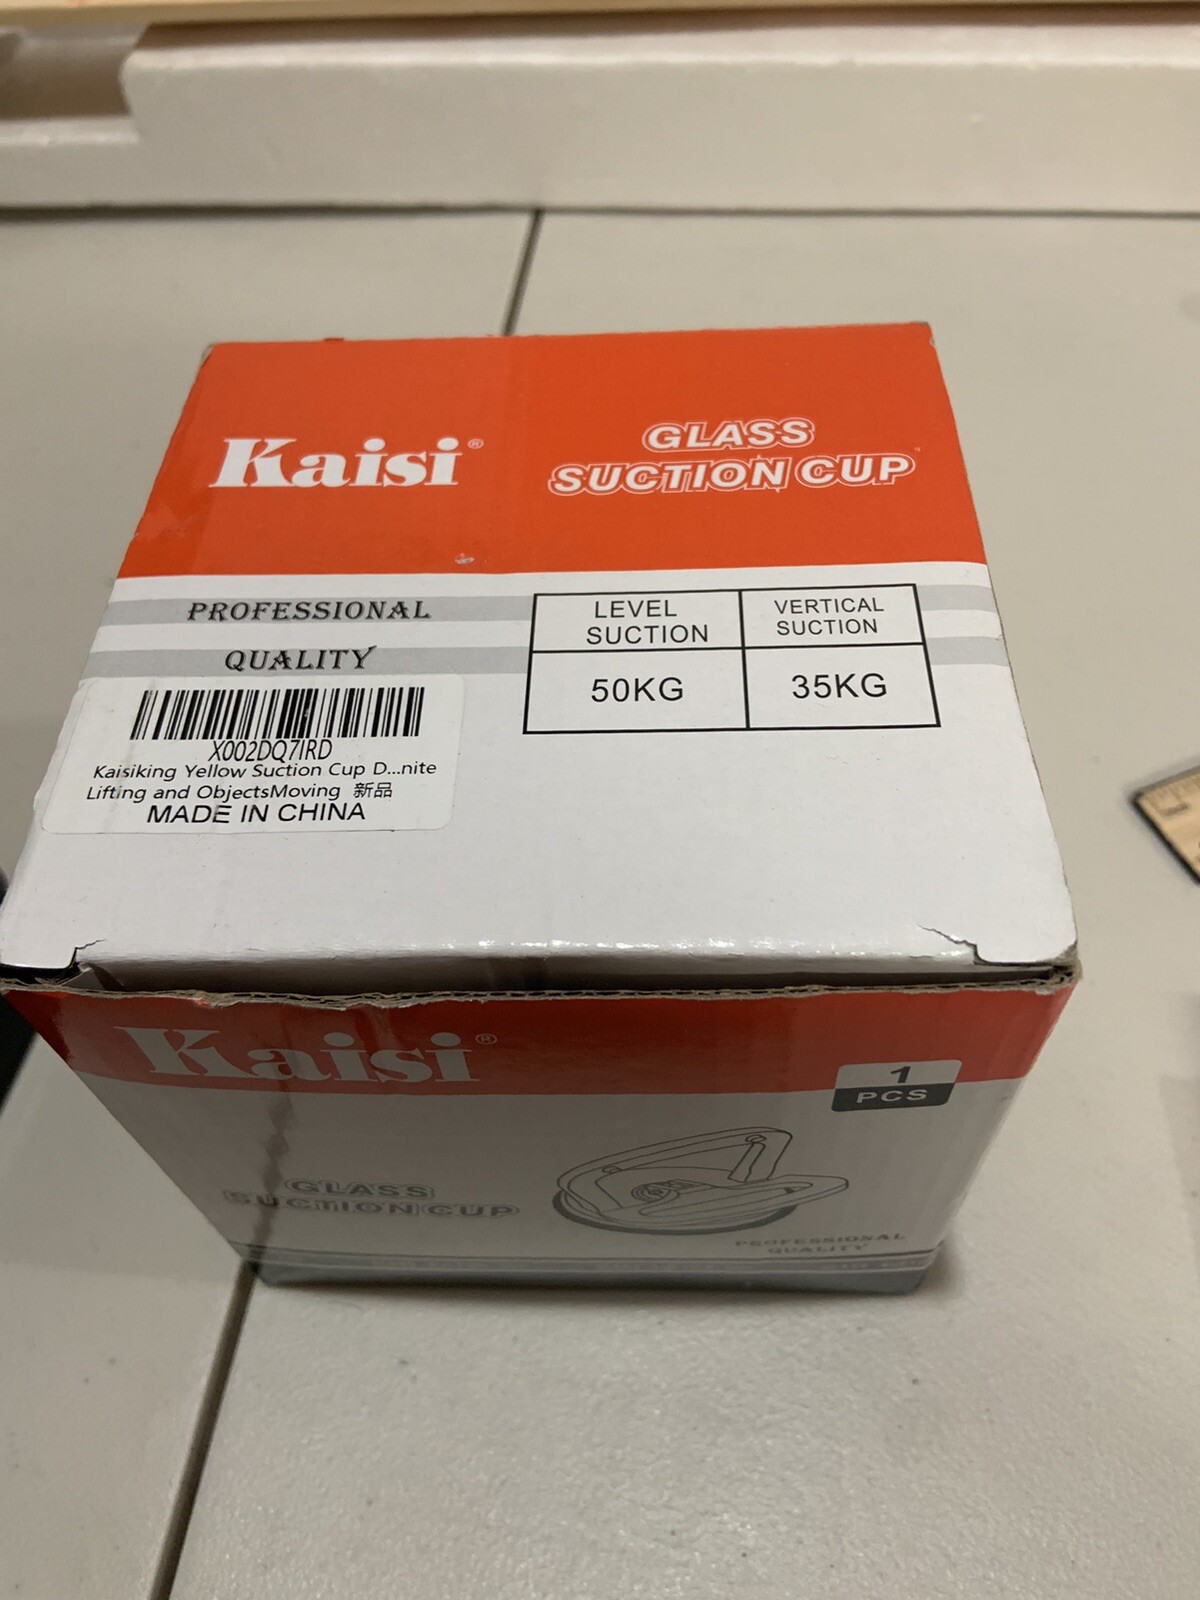 Kaisi®
GLASS
SUCTION CUP
PROFESSIONAL
QUALITY
LEVEL
SUCTION
VERTICAL
SUCTION
50KG
35KG
X002DQ7IRD
Kaisiking Yellow Suction Cup D...nite
Lifting and ObjectsMoving 新品
MADE IN CHINA
Kaisi®
1
PCS
GLASS
SUCTION CUP
PROFESSIONAL
QUALITY